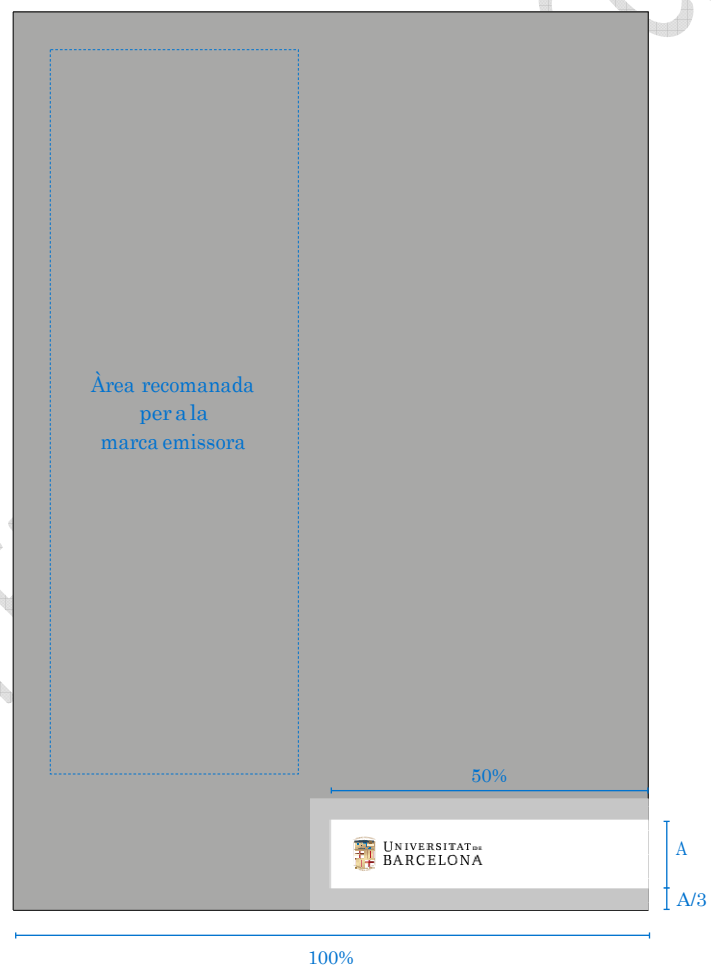 Àrea recomanada
per a la
marca emissora
50%
UNIVERSITAT DE
BARCELONA
A
A/3
100%